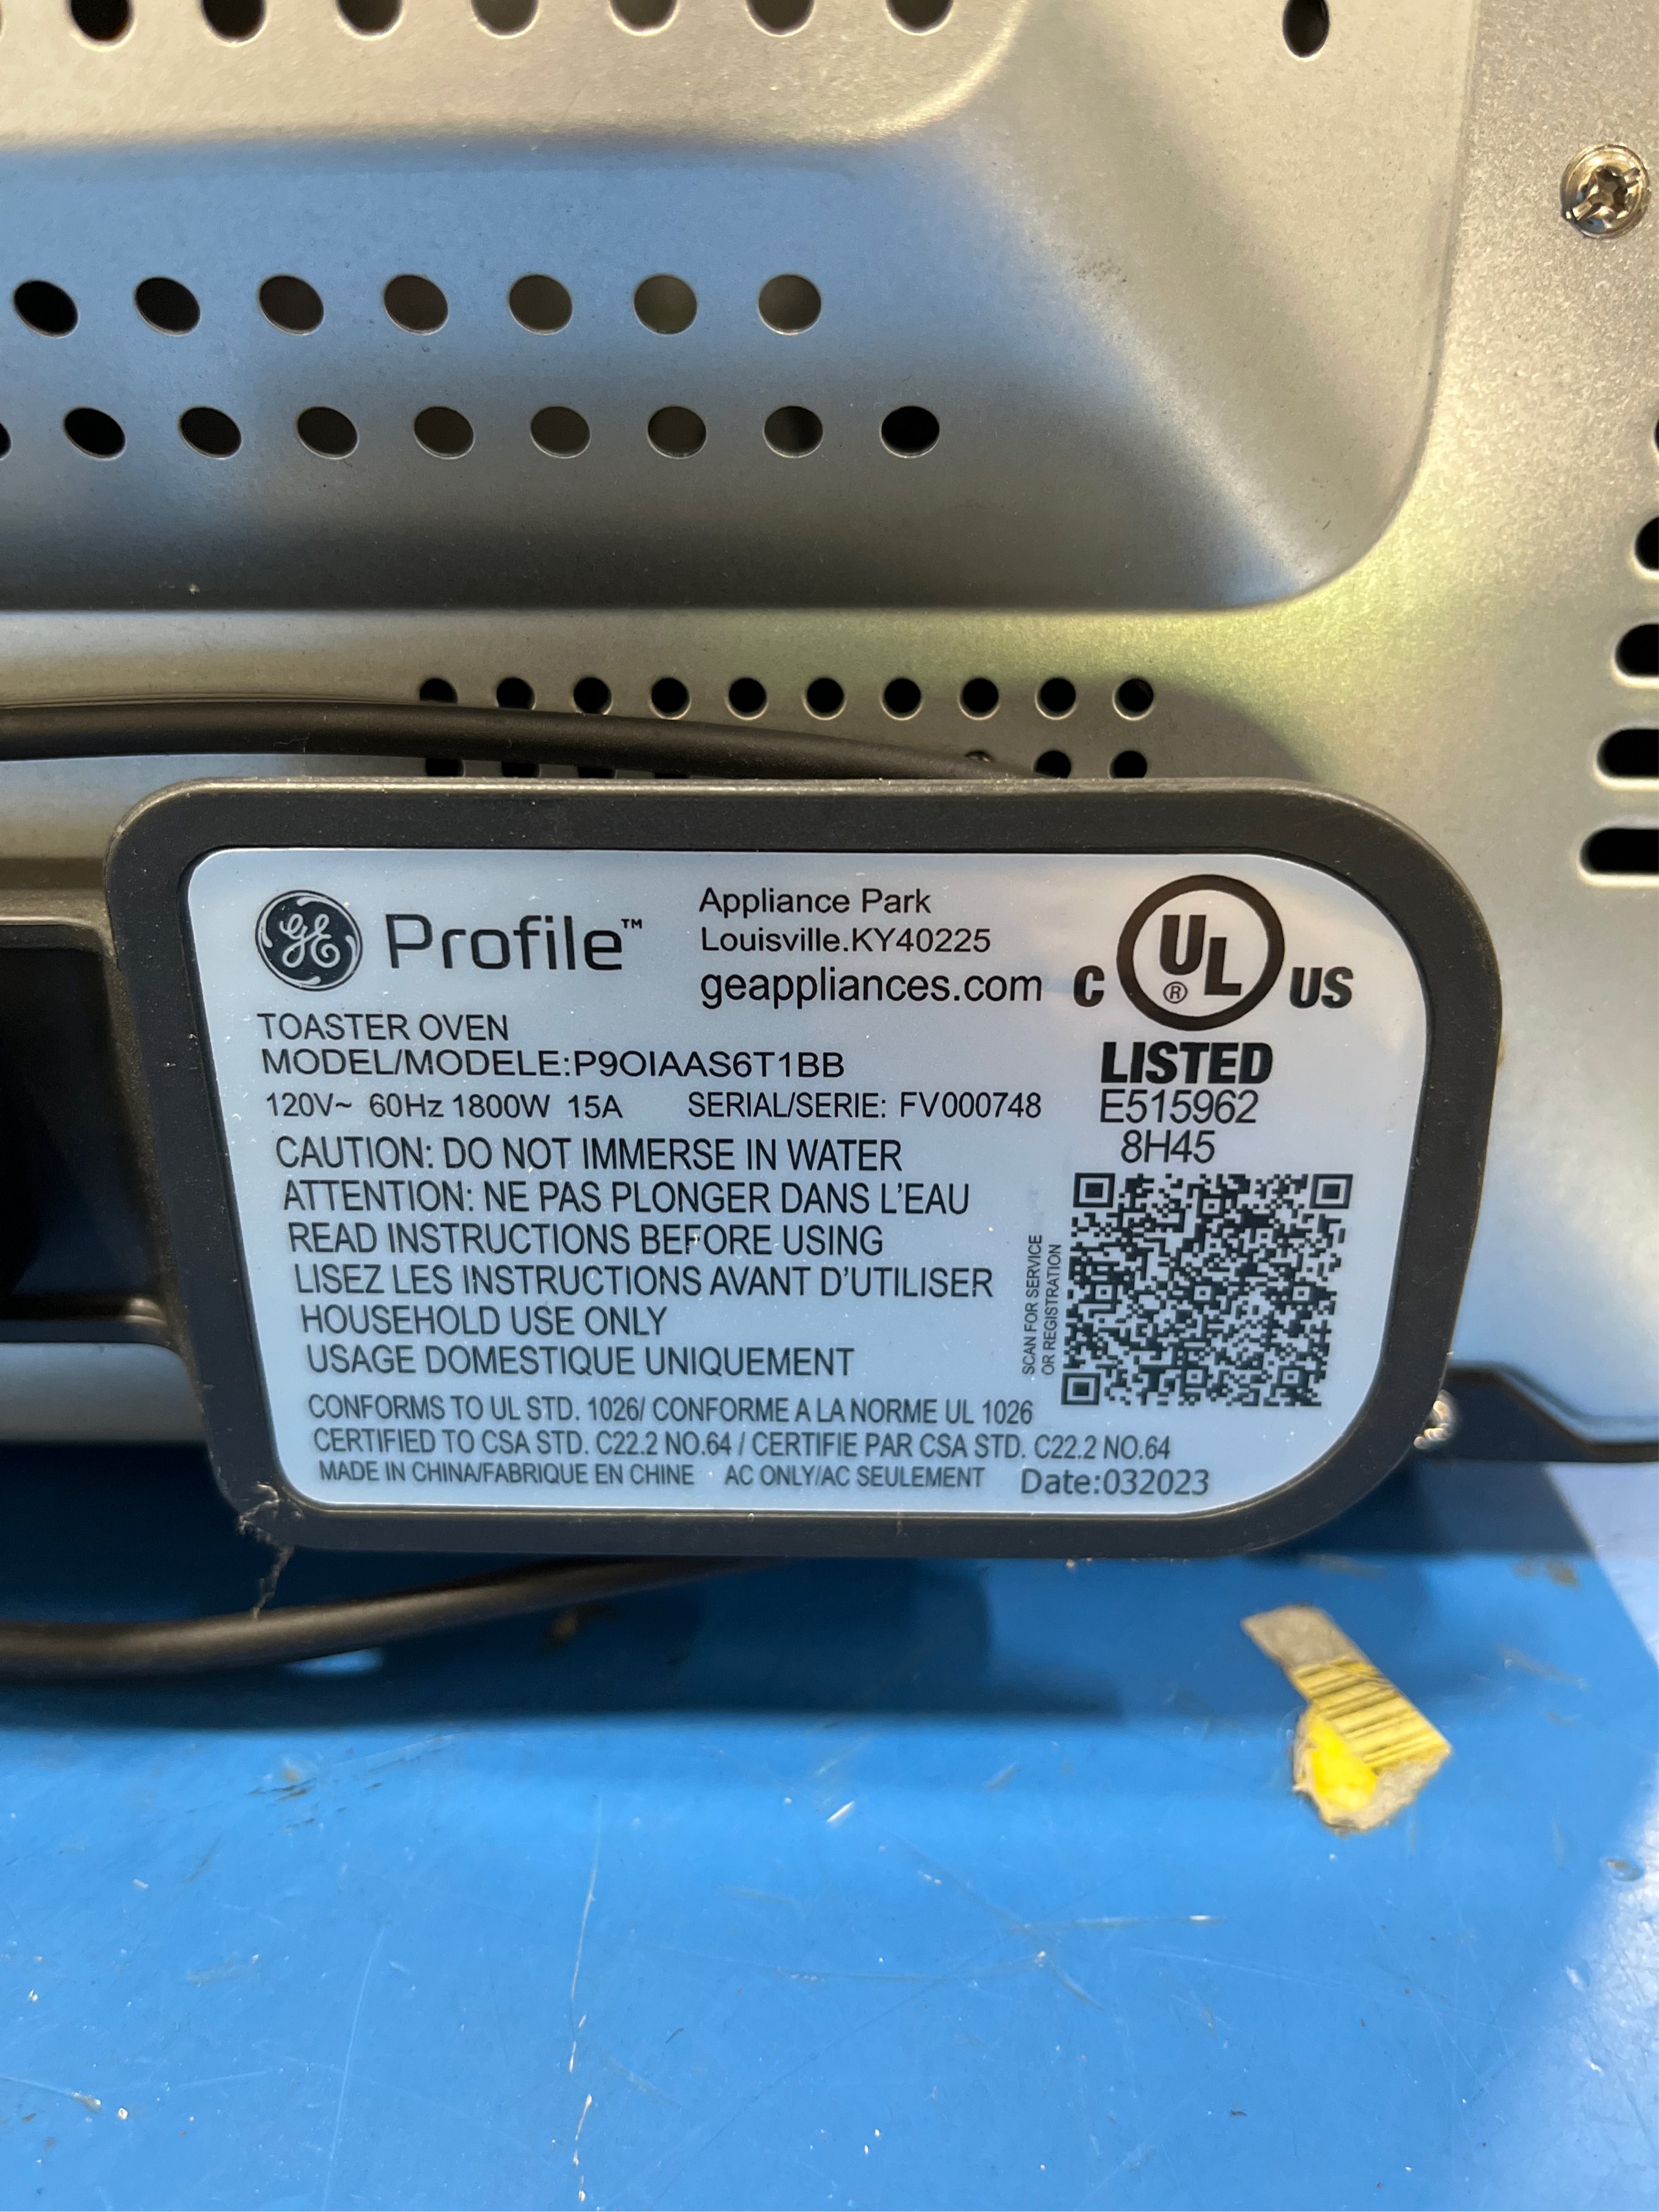 GE Profile™
Appliance Park
Louisville.KY40225
geappliances.com
C UL® US
LISTED
E515962
8H45
TOASTER OVEN
MODEL/MODELE:P9OIAAS6T1BB
120V~ 60Hz 1800W 15A SERIAL/SERIE: FV000748
CAUTION: DO NOT IMMERSE IN WATER
ATTENTION: NE PAS PLONGER DANS L'EAU
READ INSTRUCTIONS BEFORE USING
LISEZ LES INSTRUCTIONS AVANT D'UTILISER
HOUSEHOLD USE ONLY
USAGE DOMESTIQUE UNIQUEMENT
SCAN FOR SERVICE
OR REGISTRATION
CONFORMS TO UL STD. 1026/ CONFORME A LA NORME UL 1026
CERTIFIED TO CSA STD. C22.2 NO.64 / CERTIFIE PAR CSA STD. C22.2 NO.64
MADE IN CHINA/FABRIQUE EN CHINE AC ONLY/AC SEULEMENT Date:032023